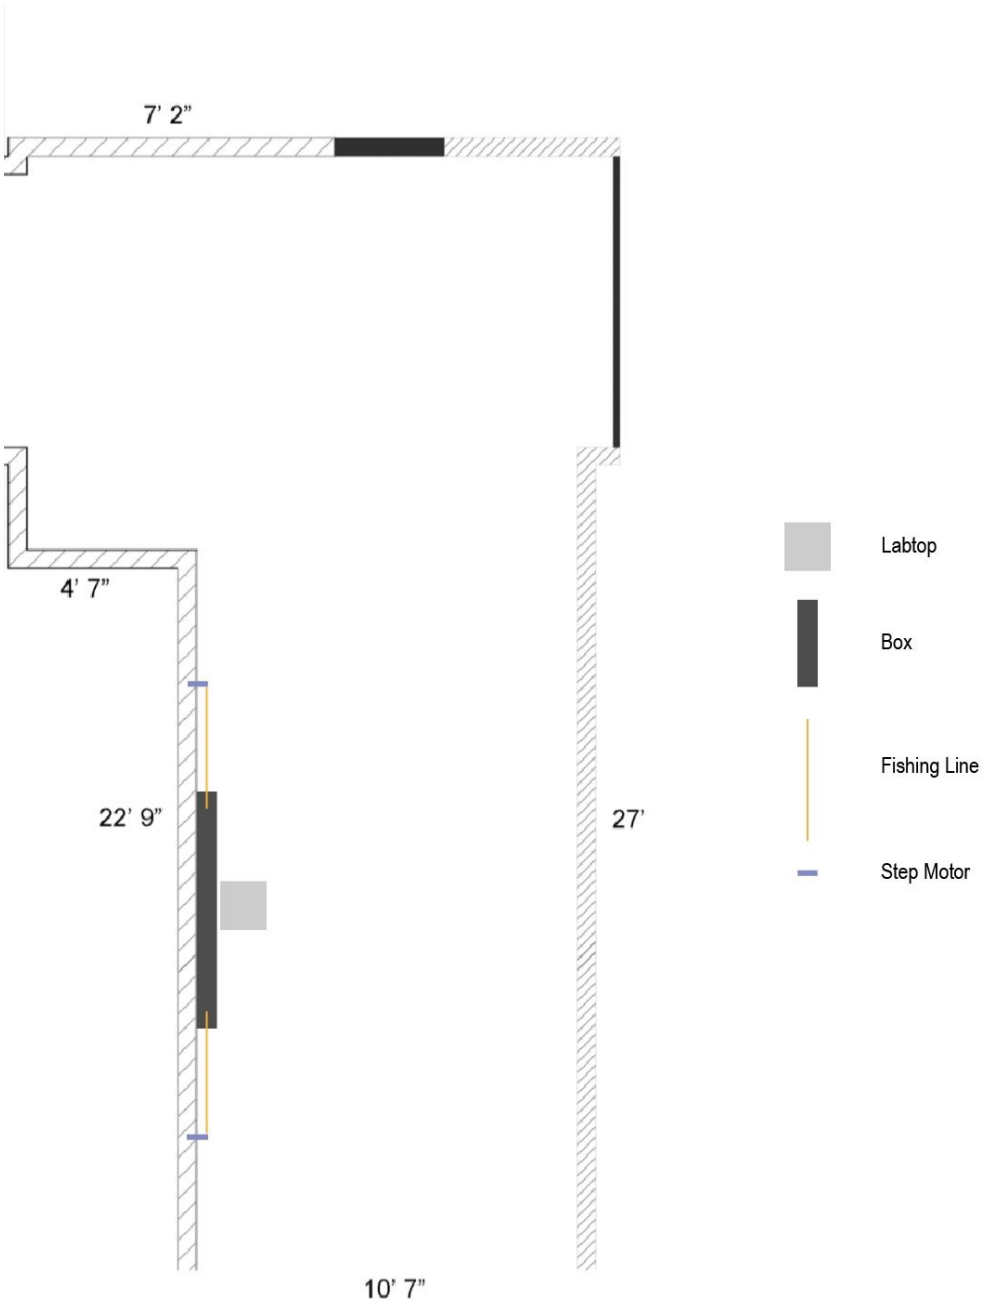 7’ 2”
4’ 7”
22’ 9”
27’
10’ 7”
Labtop
Box
Fishing Line
Step Motor